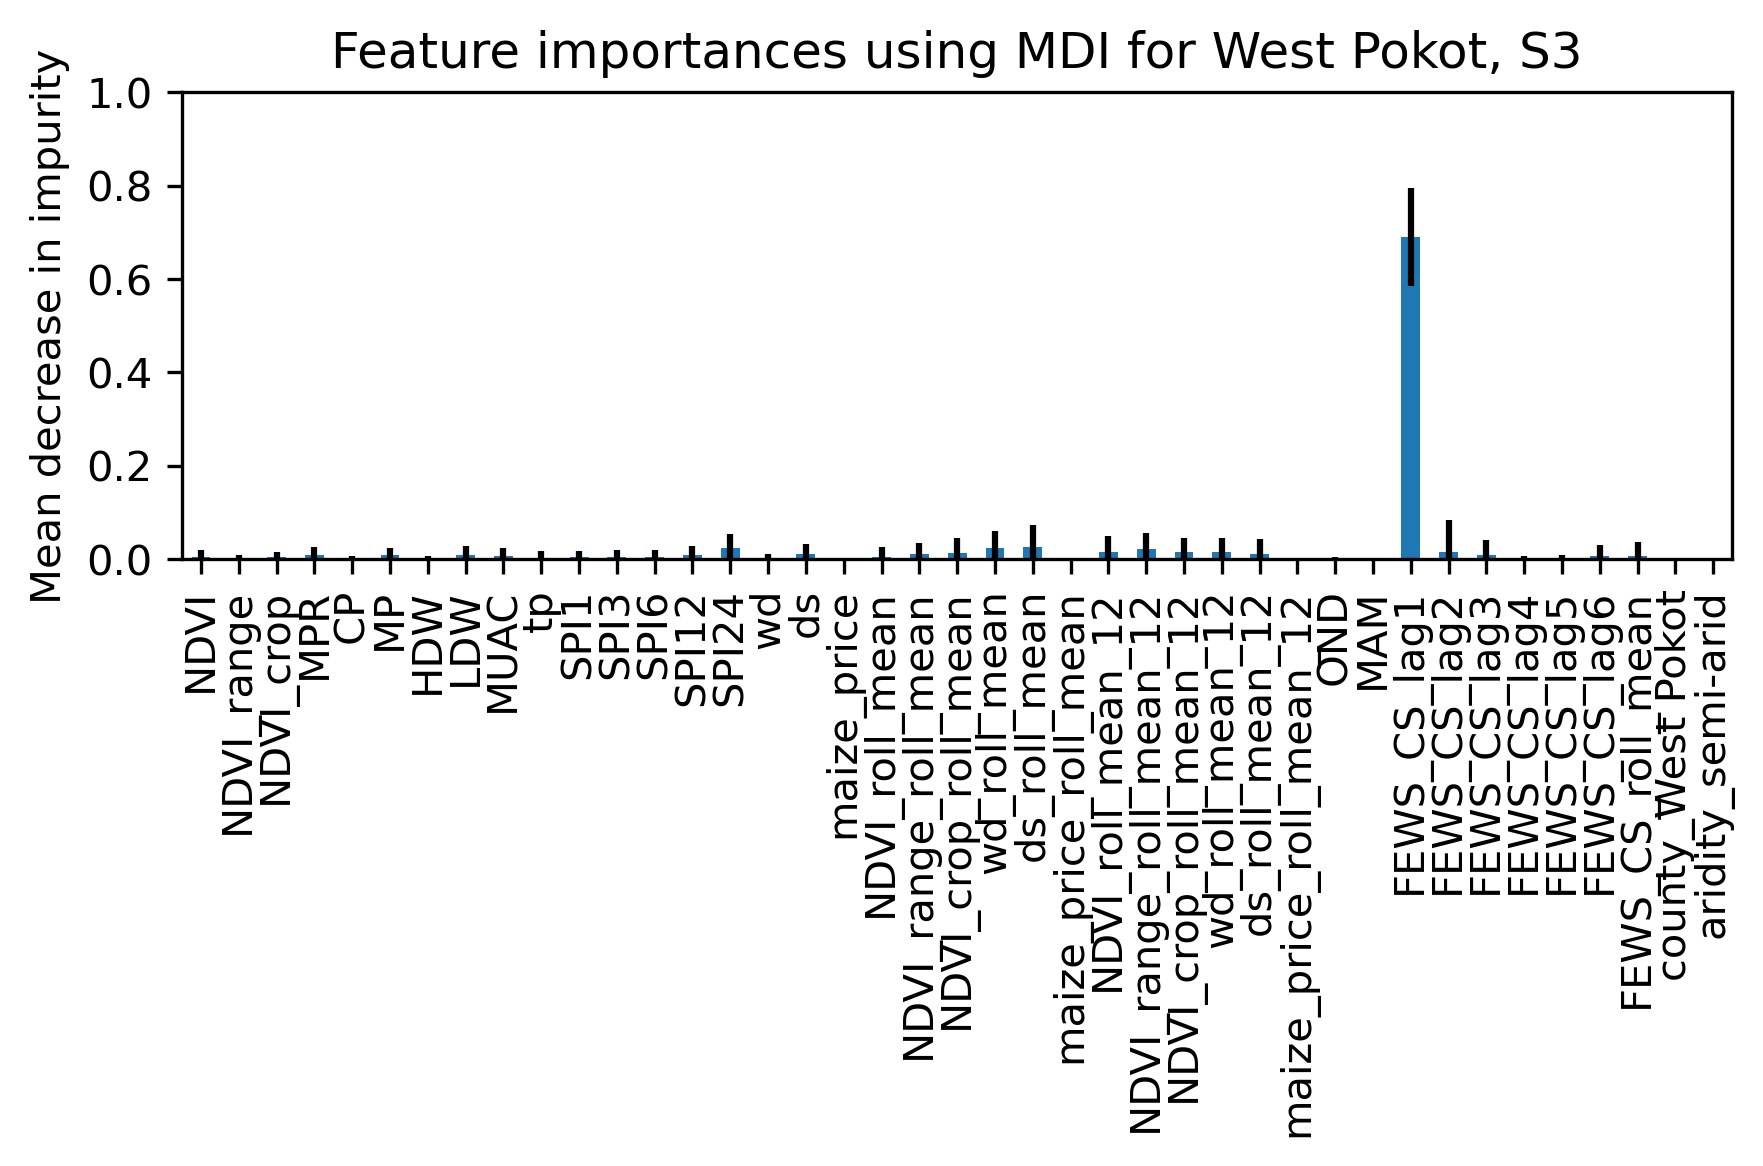 Feature importances using MDI for West Pokot, S3
Mean decrease in impurity
1.0
0.8
0.6
0.4
0.2
0.0
NDVI
NDVI_range
NDVI_crop
MPR
CP
MP
HDW
LDW
MUAC
tp
SPI1
SPI3
SPI6
SPI12
SPI24
wd
ds
maize_price
NDVI_roll_mean
NDVI_range_roll_mean
NDVI_crop_roll_mean
wd_roll_mean
ds_roll_mean
maize_price_roll_mean
NDVI_roll_mean_12
NDVI_range_roll_mean_12
NDVI_crop_roll_mean_12
wd_roll_mean_12
ds_roll_mean_12
maize_price_roll_mean_12
OND
MAM
FEWS_CS_lag1
FEWS_CS_lag2
FEWS_CS_lag3
FEWS_CS_lag4
FEWS_CS_lag5
FEWS_CS_lag6
FEWS_CS_roll_mean
county_West Pokot
aridity_semi-arid